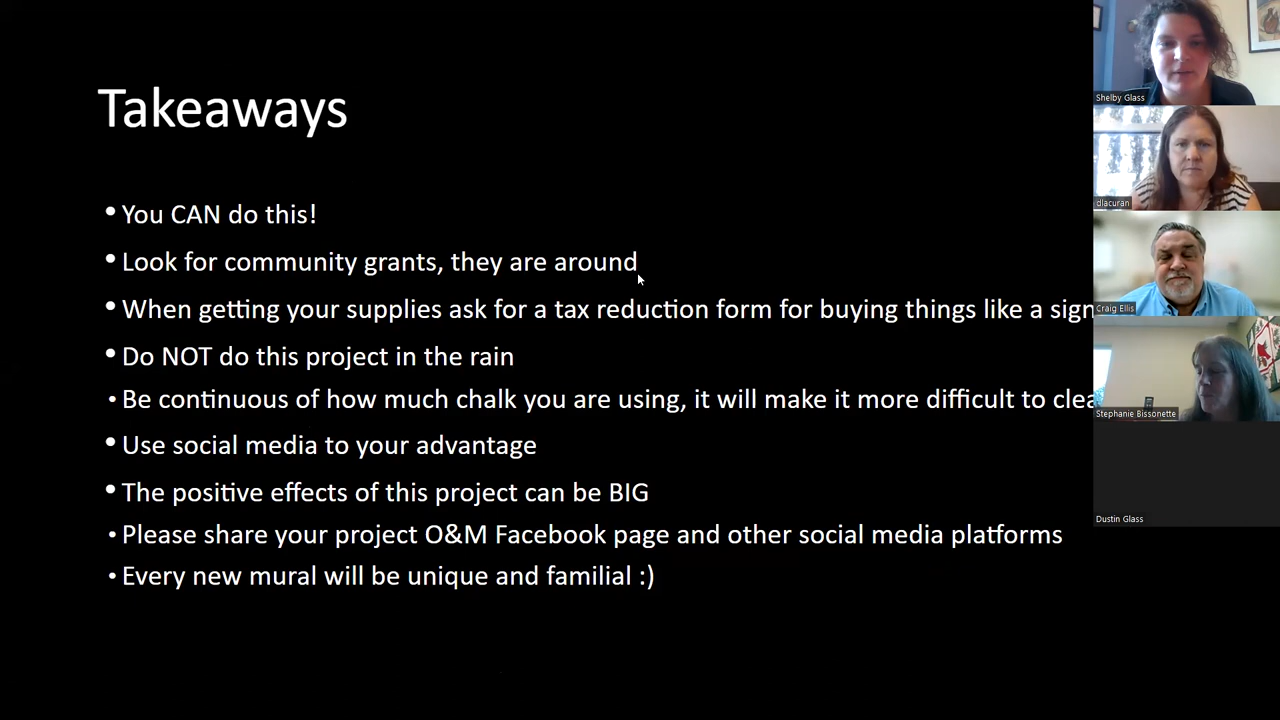 Takeaways
• You CAN do this!
• Look for community grants, they are around
• When getting your supplies ask for a tax reduction form for buying things like a sign
• Do NOT do this project in the rain
• Be continuous of how much chalk you are using, it will make it more difficult to clea
• Use social media to your advantage
• The positive effects of this project can be BIG
• Please share your project O&M Facebook page and other social media platforms
• Every new mural will be unique and familial :)
Shelby Glass
dlacuran
Craig Ellis
Stephanie Bissonette
Dustin Glass